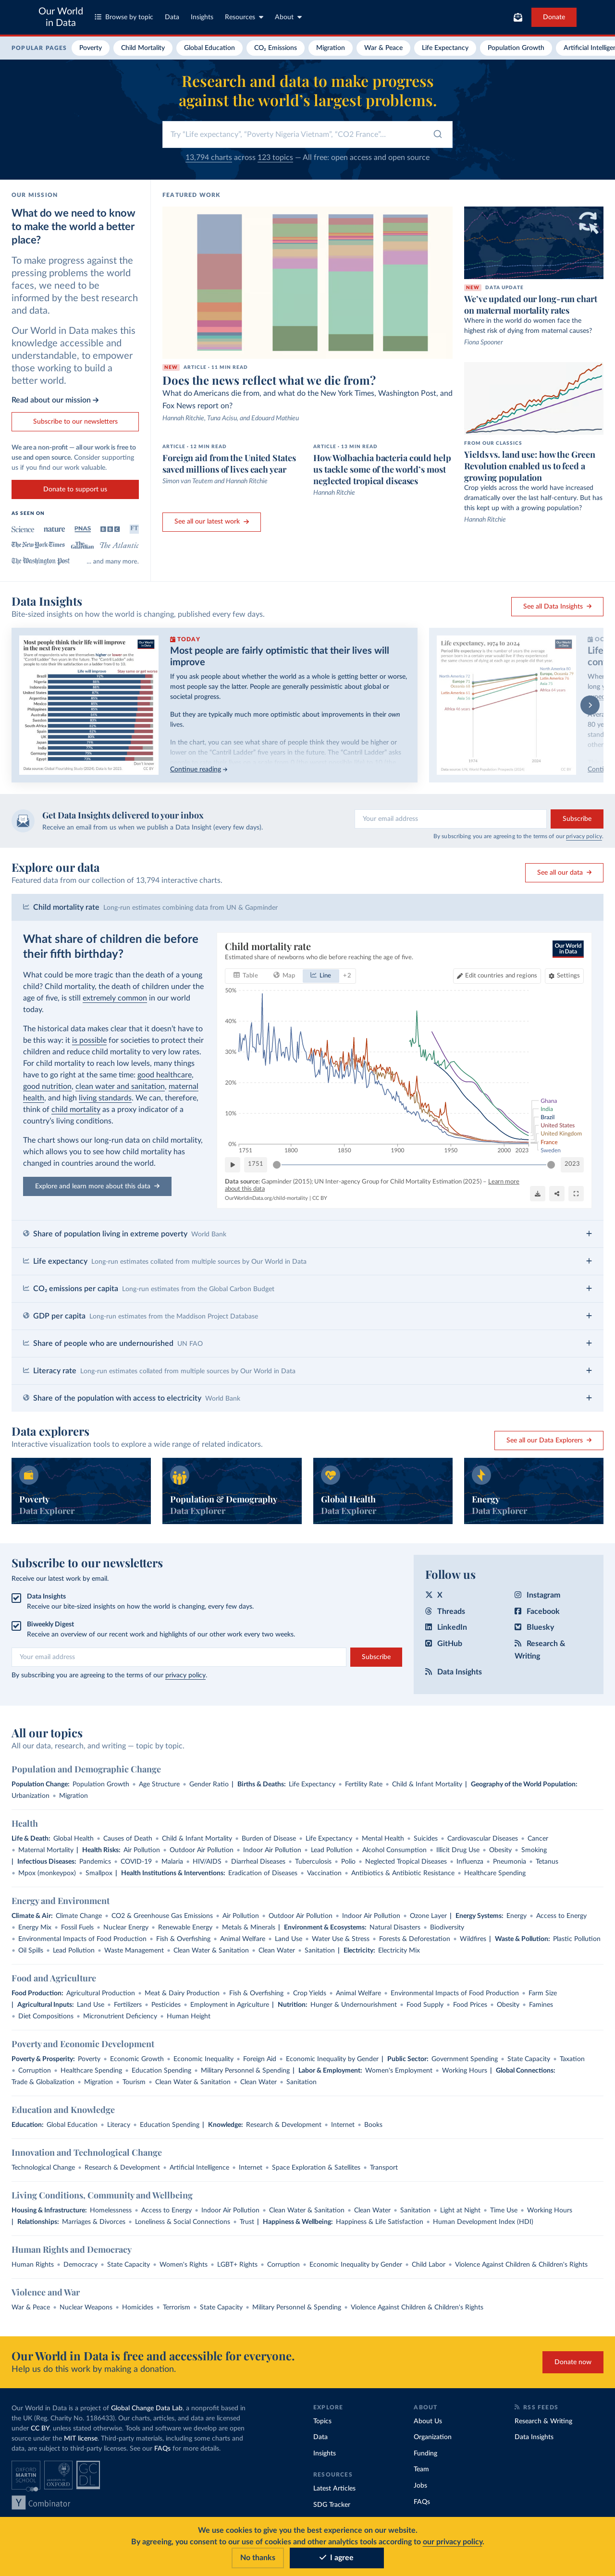 Our World
in Data
Browse by topic
Data
Insights
Resources
About
Donate
POPULAR PAGES
Poverty
Child Mortality
Global Education
CO₂ Emissions
Migration
War & Peace
Life Expectancy
Population Growth
Artificial Intelligen
Research and data to make progress
against the world's largest problems.
Try "Life expectancy", "Poverty Nigeria Vietnam", "CO2 France"...
13,794 charts across 123 topics — All free: open access and open source
OUR MISSION
What do we need to know
to make the world a better
place?
To make progress against the
pressing problems the world
faces, we need to be
informed by the best research
and data.
Our World in Data makes this
knowledge accessible and
understandable, to empower
those working to build a
better world.
Read about our mission →
Subscribe to our newsletters
We are a non-profit — all our work is free to
use and open source. Consider supporting
us if you find our work valuable.
Donate to support us
AS SEEN ON
Science
nature
PNAS
BBC
FT
The New York Times
The Guardian
The Atlantic
The Washington Post
... and many more.
FEATURED WORK
NEW ARTICLE - 11 MIN READ
Does the news reflect what we die from?
What do Americans die from, and what do the New York Times, Washington Post, and
Fox News report on?
Hannah Ritchie, Tuna Acisu, and Edouard Mathieu
ARTICLE - 12 MIN READ
Foreign aid from the United States
saved millions of lives each year
Simon van Teutem and Hannah Ritchie
ARTICLE - 13 MIN READ
How Wolbachia bacteria could help
us tackle some of the world's most
neglected tropical diseases
Hannah Ritchie
See all our latest work →
NEW DATA UPDATE
We've updated our long-run chart
on maternal mortality rates
Where in the world do women face the
highest risk of dying from maternal causes?
Fiona Spooner
FROM OUR CLASSICS
Yields vs. land use: how the Green
Revolution enabled us to feed a
growing population
Crop yields across the world have increased
dramatically over the last half-century. But has
this kept up with a growing population?
Hannah Ritchie
Data Insights
Bite-sized insights on how the world is changing, published every few days.
See all Data Insights →
Most people think their life will improve
in the next five years
TODAY
Most people are fairly optimistic that their lives will
improve
If you ask people about whether the world as a whole is getting better or worse,
most people say the latter. People are generally pessimistic about global or
societal progress.
But they are typically much more optimistic about improvements in their own
lives.
In the chart, you can see what share of people think they would be higher or
lower on the "Cantril Ladder" five years in the future. The "Cantril Ladder" asks
Continue reading →
Life expectancy, 1974 to 2024
Get Data Insights delivered to your inbox
Receive an email from us when we publish a Data Insight (every few days).
Your email address
Subscribe
By subscribing you are agreeing to the terms of our privacy policy.
Explore our data
Featured data from our collection of 13,794 interactive charts.
See all our data →
Child mortality rate Long-run estimates combining data from UN & Gapminder
What share of children die before
their fifth birthday?
What could be more tragic than the death of a young
child? Child mortality, the death of children under the
age of five, is still extremely common in our world
today.
The historical data makes clear that it doesn't have to
be this way: it is possible for societies to protect their
children and reduce child mortality to very low rates.
For child mortality to reach low levels, many things
have to go right at the same time: good healthcare,
good nutrition, clean water and sanitation, maternal
health, and high living standards. We can, therefore,
think of child mortality as a proxy indicator of a
country's living conditions.
The chart shows our long-run data on child mortality,
which allows you to see how child mortality has
changed in countries around the world.
Explore and learn more about this data →
Child mortality rate
Estimated share of newborns who die before reaching the age of five.
Our World
in Data
Table
Map
Line
+2
Edit countries and regions
Settings
50%
40%
30%
20%
10%
0%
1751
1800
1850
1900
1950
2000
2023
Ghana
India
Brazil
United States
United Kingdom
France
Sweden
1751
2023
Data source: Gapminder (2015); UN Inter-agency Group for Child Mortality Estimation (2025) – Learn more
about this data
OurWorldinData.org/child-mortality | CC BY
Share of population living in extreme poverty World Bank
Life expectancy Long-run estimates collated from multiple sources by Our World in Data
CO₂ emissions per capita Long-run estimates from the Global Carbon Budget
GDP per capita Long-run estimates from the Maddison Project Database
Share of people who are undernourished UN FAO
Literacy rate Long-run estimates collated from multiple sources by Our World in Data
Share of the population with access to electricity World Bank
Data explorers
Interactive visualization tools to explore a wide range of related indicators.
See all our Data Explorers →
Poverty
Data Explorer
Population & Demography
Data Explorer
Global Health
Data Explorer
Energy
Data Explorer
Subscribe to our newsletters
Receive our latest work by email.
Data Insights
Receive our bite-sized insights on how the world is changing, every few days.
Biweekly Digest
Receive an overview of our recent work and highlights of our other work every two weeks.
Your email address
Subscribe
By subscribing you are agreeing to the terms of our privacy policy.
Follow us
X
Threads
LinkedIn
GitHub
Data Insights
Instagram
Facebook
Bluesky
Research &
Writing
All our topics
All our data, research, and writing — topic by topic.
Population and Demographic Change
Population Change: Population Growth • Age Structure • Gender Ratio | Births & Deaths: Life Expectancy • Fertility Rate • Child & Infant Mortality | Geography of the World Population:
Urbanization • Migration
Health
Life & Death: Global Health • Causes of Death • Child & Infant Mortality • Burden of Disease • Life Expectancy • Mental Health • Suicides • Cardiovascular Diseases • Cancer
• Maternal Mortality | Health Risks: Air Pollution • Outdoor Air Pollution • Indoor Air Pollution • Lead Pollution • Alcohol Consumption • Illicit Drug Use • Obesity • Smoking
| Infectious Diseases: Pandemics • COVID-19 • Malaria • HIV/AIDS • Diarrheal Diseases • Tuberculosis • Polio • Neglected Tropical Diseases • Influenza • Pneumonia • Tetanus
• Mpox (monkeypox) • Smallpox | Health Institutions & Interventions: Eradication of Diseases • Vaccination • Antibiotics & Antibiotic Resistance • Healthcare Spending
Energy and Environment
Climate & Air: Climate Change • CO2 & Greenhouse Gas Emissions • Air Pollution • Outdoor Air Pollution • Indoor Air Pollution • Ozone Layer | Energy Systems: Energy • Access to Energy
• Energy Mix • Fossil Fuels • Nuclear Energy • Renewable Energy • Metals & Minerals | Environment & Ecosystems: Natural Disasters • Biodiversity
• Environmental Impacts of Food Production • Fish & Overfishing • Animal Welfare • Land Use • Water Use & Stress • Forests & Deforestation • Wildfires | Waste & Pollution: Plastic Pollution
• Oil Spills • Lead Pollution • Waste Management • Clean Water & Sanitation • Clean Water • Sanitation | Electricity: Electricity Mix
Food and Agriculture
Food Production: Agricultural Production • Meat & Dairy Production • Fish & Overfishing • Crop Yields • Animal Welfare • Environmental Impacts of Food Production • Farm Size
| Agricultural Inputs: Land Use • Fertilizers • Pesticides • Employment in Agriculture | Nutrition: Hunger & Undernourishment • Food Supply • Food Prices • Obesity • Famines
• Diet Compositions • Micronutrient Deficiency • Human Height
Poverty and Economic Development
Poverty & Prosperity: Poverty • Economic Growth • Economic Inequality • Foreign Aid • Economic Inequality by Gender | Public Sector: Government Spending • State Capacity • Taxation
• Corruption • Healthcare Spending • Education Spending • Military Personnel & Spending | Labor & Employment: Women's Employment • Working Hours | Global Connections:
Trade & Globalization • Migration • Tourism • Clean Water & Sanitation • Clean Water • Sanitation
Education and Knowledge
Education: Global Education • Literacy • Education Spending | Knowledge: Research & Development • Internet • Books
Innovation and Technological Change
Technological Change • Research & Development • Artificial Intelligence • Internet • Space Exploration & Satellites • Transport
Living Conditions, Community and Wellbeing
Housing & Infrastructure: Homelessness • Access to Energy • Indoor Air Pollution • Clean Water & Sanitation • Clean Water • Sanitation • Light at Night • Time Use • Working Hours
| Relationships: Marriages & Divorces • Loneliness & Social Connections • Trust | Happiness & Wellbeing: Happiness & Life Satisfaction • Human Development Index (HDI)
Human Rights and Democracy
Human Rights • Democracy • State Capacity • Women's Rights • LGBT+ Rights • Corruption • Economic Inequality by Gender • Child Labor • Violence Against Children & Children's Rights
Violence and War
War & Peace • Nuclear Weapons • Homicides • Terrorism • State Capacity • Military Personnel & Spending • Violence Against Children & Children's Rights
Our World in Data is free and accessible for everyone.
Help us do this work by making a donation.
Donate now
Our World in Data is a project of Global Change Data Lab, a nonprofit based in
the UK (Reg. Charity No. 1186433). Our charts, articles, and data are licensed
under CC BY, unless stated otherwise. Tools and software we develop are open
source under the MIT license. Third-party materials, including some charts and
data, are subject to third-party licenses. See our FAQs for more details.
OXFORD
MARTIN
SCHOOL
UNIVERSITY OF
OXFORD
GCDL
Y Combinator
EXPLORE
Topics
Data
Insights
RESOURCES
Latest Articles
SDG Tracker
ABOUT
About Us
Organization
Funding
Team
Jobs
FAQs
RSS FEEDS
Research & Writing
Data Insights
We use cookies to give you the best experience on our website.
By agreeing, you consent to our use of cookies and other analytics tools according to our privacy policy.
No thanks
I agree